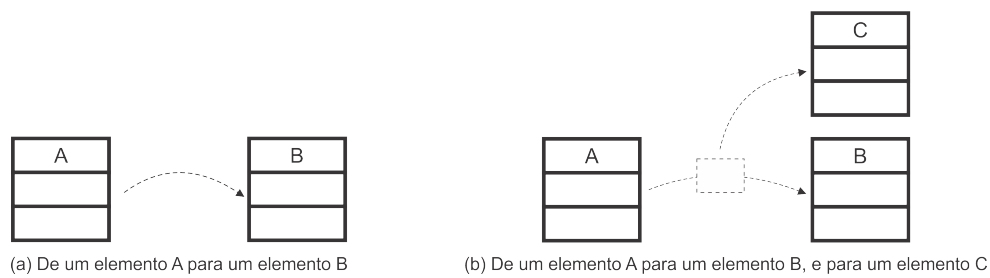 C
A
B
A
B
(a) De um elemento A para um elemento B
(b) De um elemento A para um elemento B, e para um elemento C